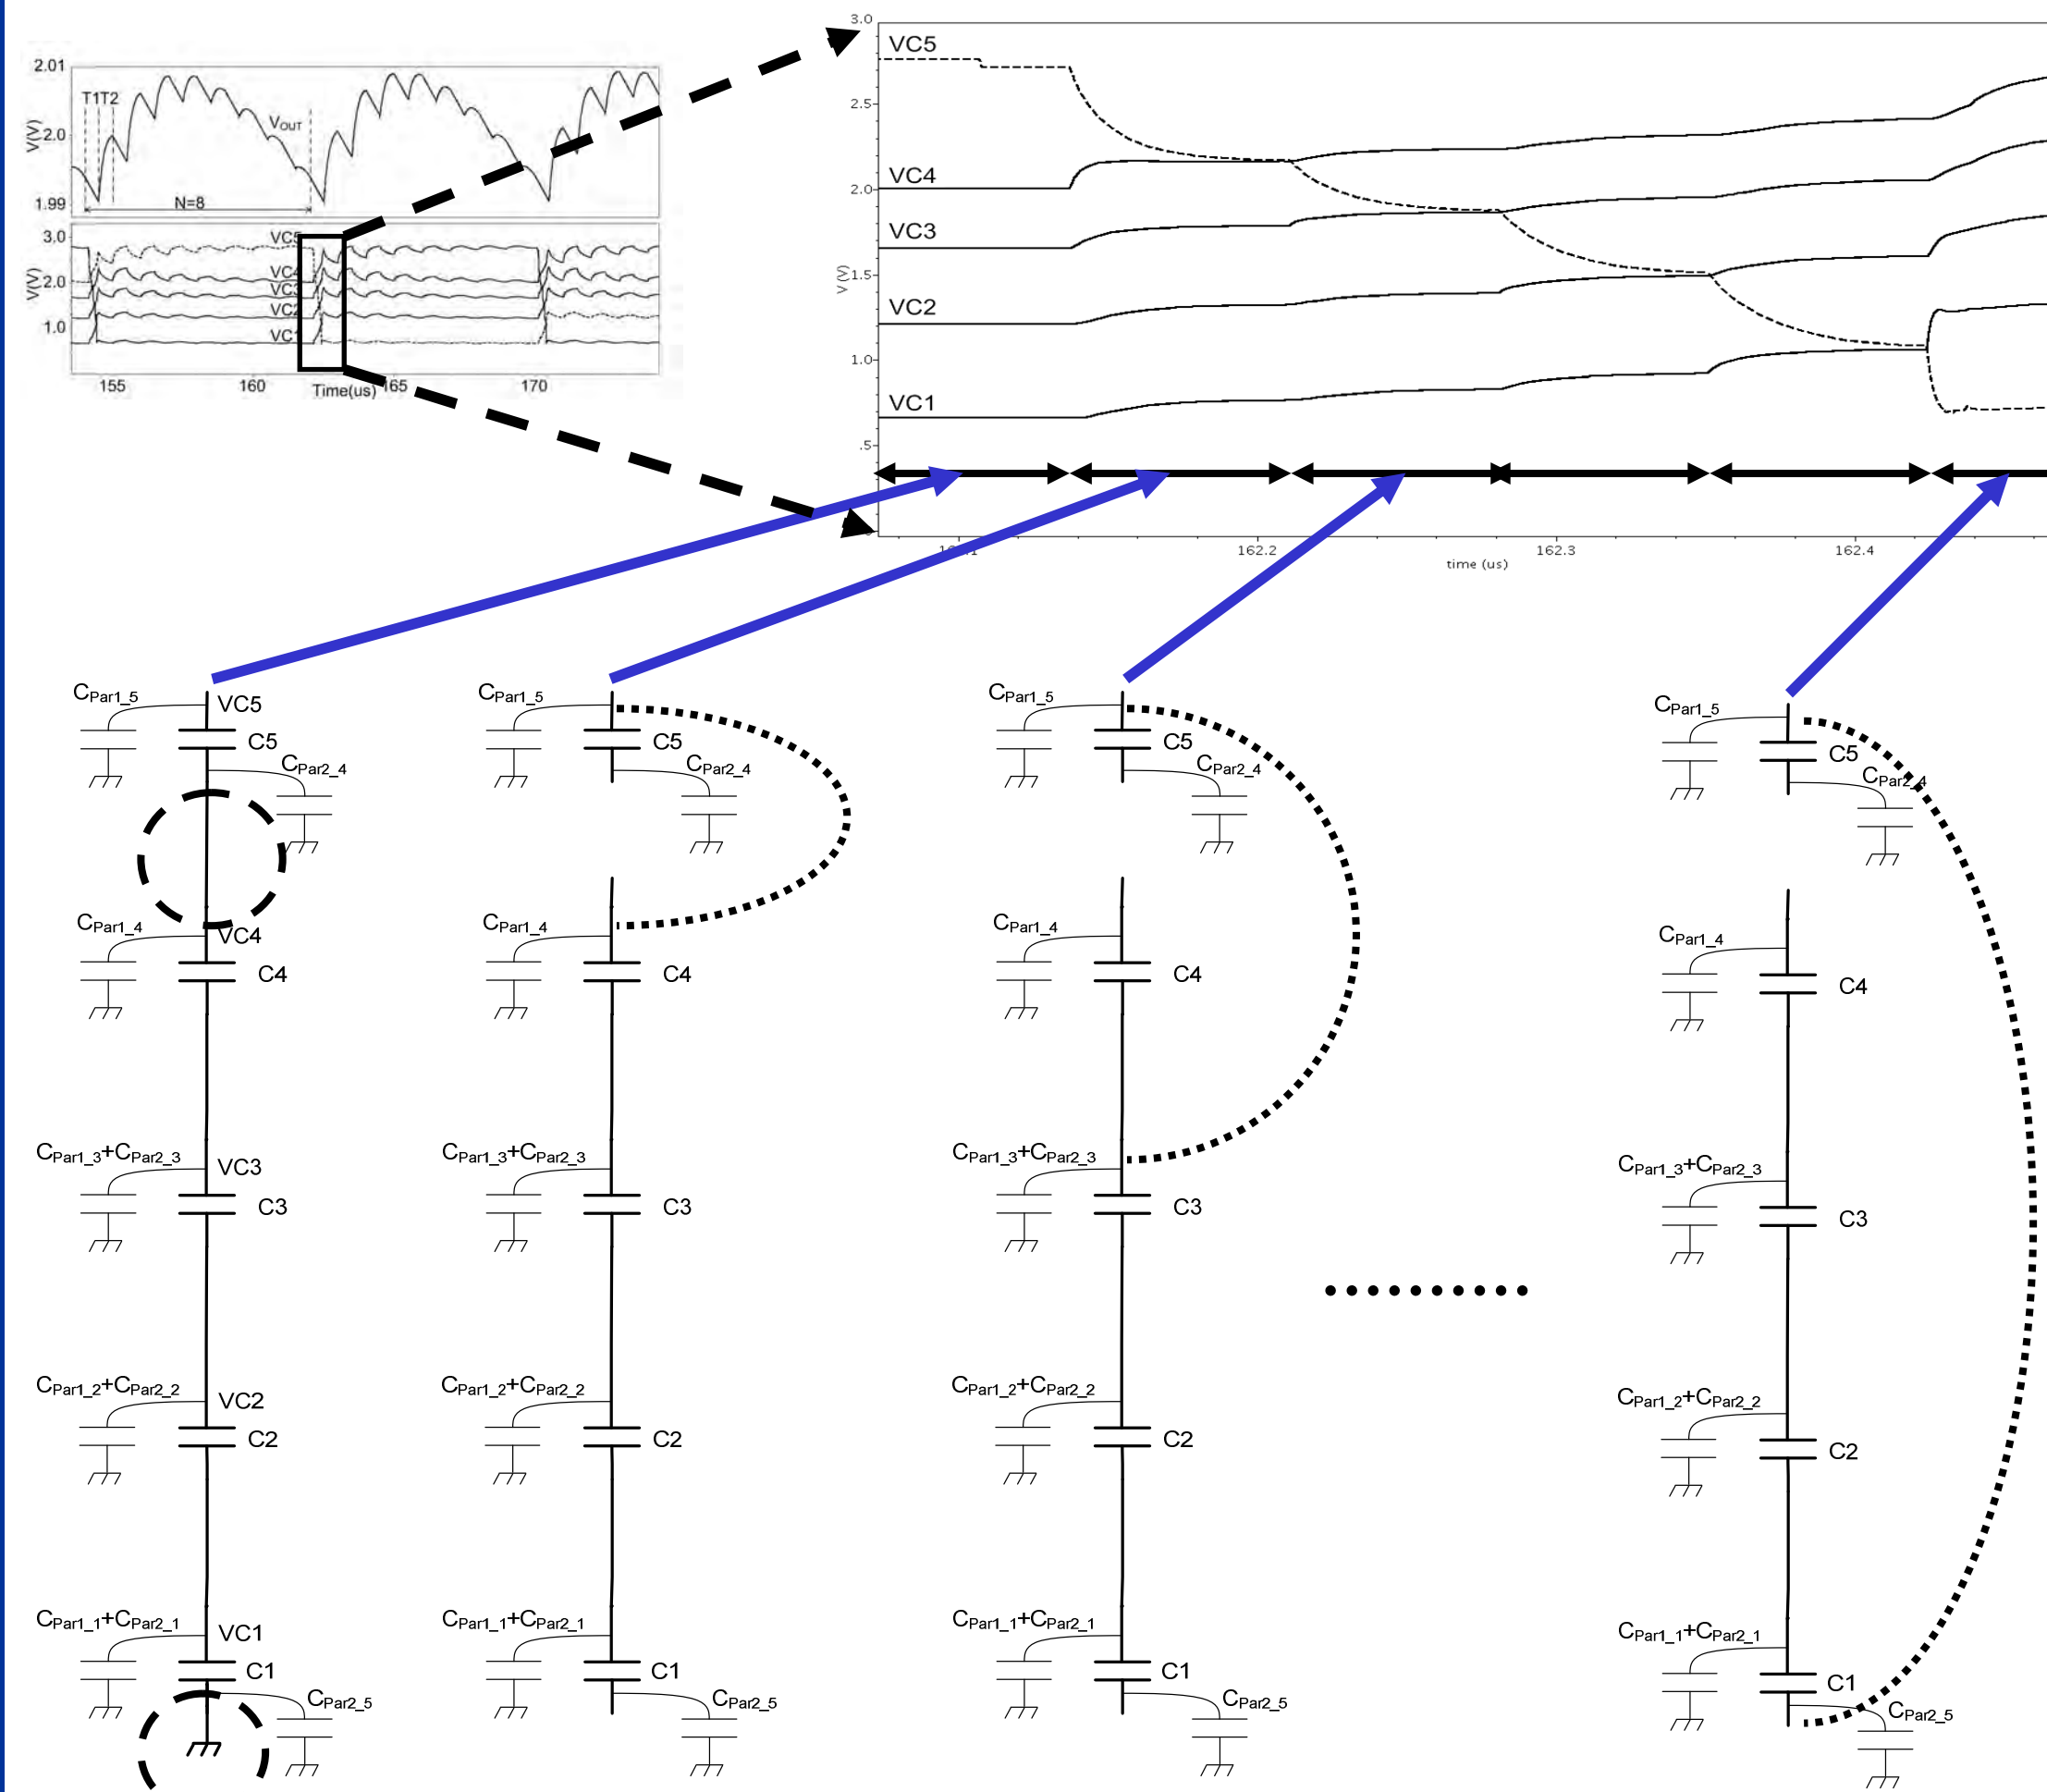 2.01
T1T2
V(V)
2.0
VOUT
1.99
N=8
3.0
VC5
VC4
V(V)
2.0
VC3
VC2
1.0
VC1
155
160
Time(us)
165
170
3.0
VC5
2.5
VC4
2.0
VC3
V(V)
1.5
VC2
1.0
VC1
.5
162.2
162.3
162.4
time (us)
CPar1_5
VC5
C5
CPar2_4
CPar1_4
VC4
C4
CPar1_3+CPar2_3
VC3
C3
CPar1_2+CPar2_2
VC2
C2
CPar1_1+CPar2_1
VC1
C1
CPar2_5
CPar1_5
C5
CPar2_4
CPar1_4
C4
CPar1_3+CPar2_3
C3
CPar1_2+CPar2_2
C2
CPar1_1+CPar2_1
C1
CPar2_5
CPar1_5
C5
CPar2_4
CPar1_4
C4
CPar1_3+CPar2_3
C3
CPar1_2+CPar2_2
C2
CPar1_1+CPar2_1
C1
CPar2_5
CPar1_5
C5
CPar2_4
CPar1_4
C4
CPar1_3+CPar2_3
C3
CPar1_2+CPar2_2
C2
CPar1_1+CPar2_1
C1
CPar2_5